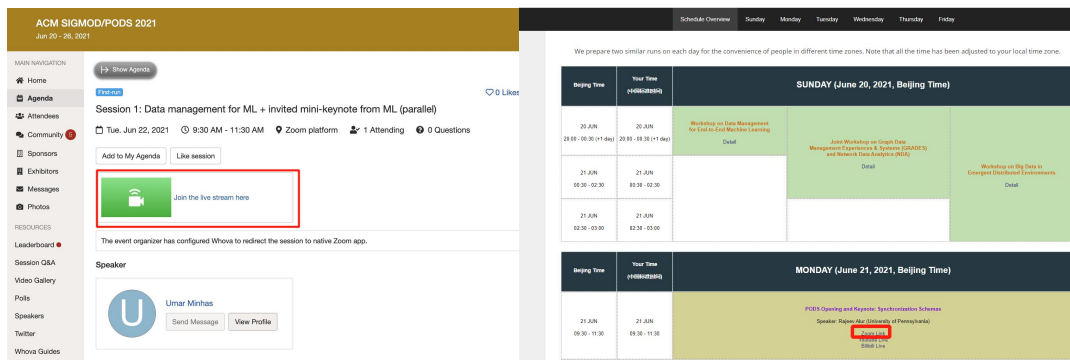 ACM SIGMOD/PODS 2021
Jun 20 - 26, 2021
MAIN NAVIGATION
Home
Agenda
Attendees
Community 5
Sponsors
Exhibitors
Messages
Photos
RESOURCES
Leaderboard
Session Q&A
Video Gallery
Polls
Speakers
Twitter
Whova Guides
Show Agenda
First-run
0 Likes
Session 1: Data management for ML + invited mini-keynote from ML (parallel)
Tue. Jun 22, 2021 9:30 AM - 11:30 AM Zoom platform 1 Attending 0 Questions
Add to My Agenda Like session
Join the live stream here
The event organizer has configured Whova to redirect the session to native Zoom app.
Speaker
U
Umar Minhas
Send Message View Profile
Schedule Overview Sunday Monday Tuesday Wednesday Thursday Friday
We prepare two similar runs on each day for the convenience of people in different time zones. Note that all the time has been adjusted to your local time zone.
Beijing Time
Your Time
SUNDAY (June 20, 2021, Beijing Time)
20 JUN
20:00 - 00:30 (+1 day)
20 JUN
20:00 - 00:30 (+1 day)
Workshop on Data Management
for End-to-End Machine Learning
Detail
Joint Workshop on Graph Data
Management Experiences & Systems (GRADES)
and Network Data Analytics (NDA)
Detail
Workshop on Big Data in
Emergent Distributed Environments
Detail
21 JUN
00:30 - 02:30
21 JUN
00:30 - 02:30
21 JUN
02:30 - 03:00
21 JUN
02:30 - 03:00
Beijing Time
Your Time
MONDAY (June 21, 2021, Beijing Time)
21 JUN
09:30 - 11:30
21 JUN
09:30 - 11:30
PODS Opening and Keynote: Synchronization Schemas
Speaker: Rajeev Alur (University of Pennsylvania)
Zoom Link
Bilibili Live